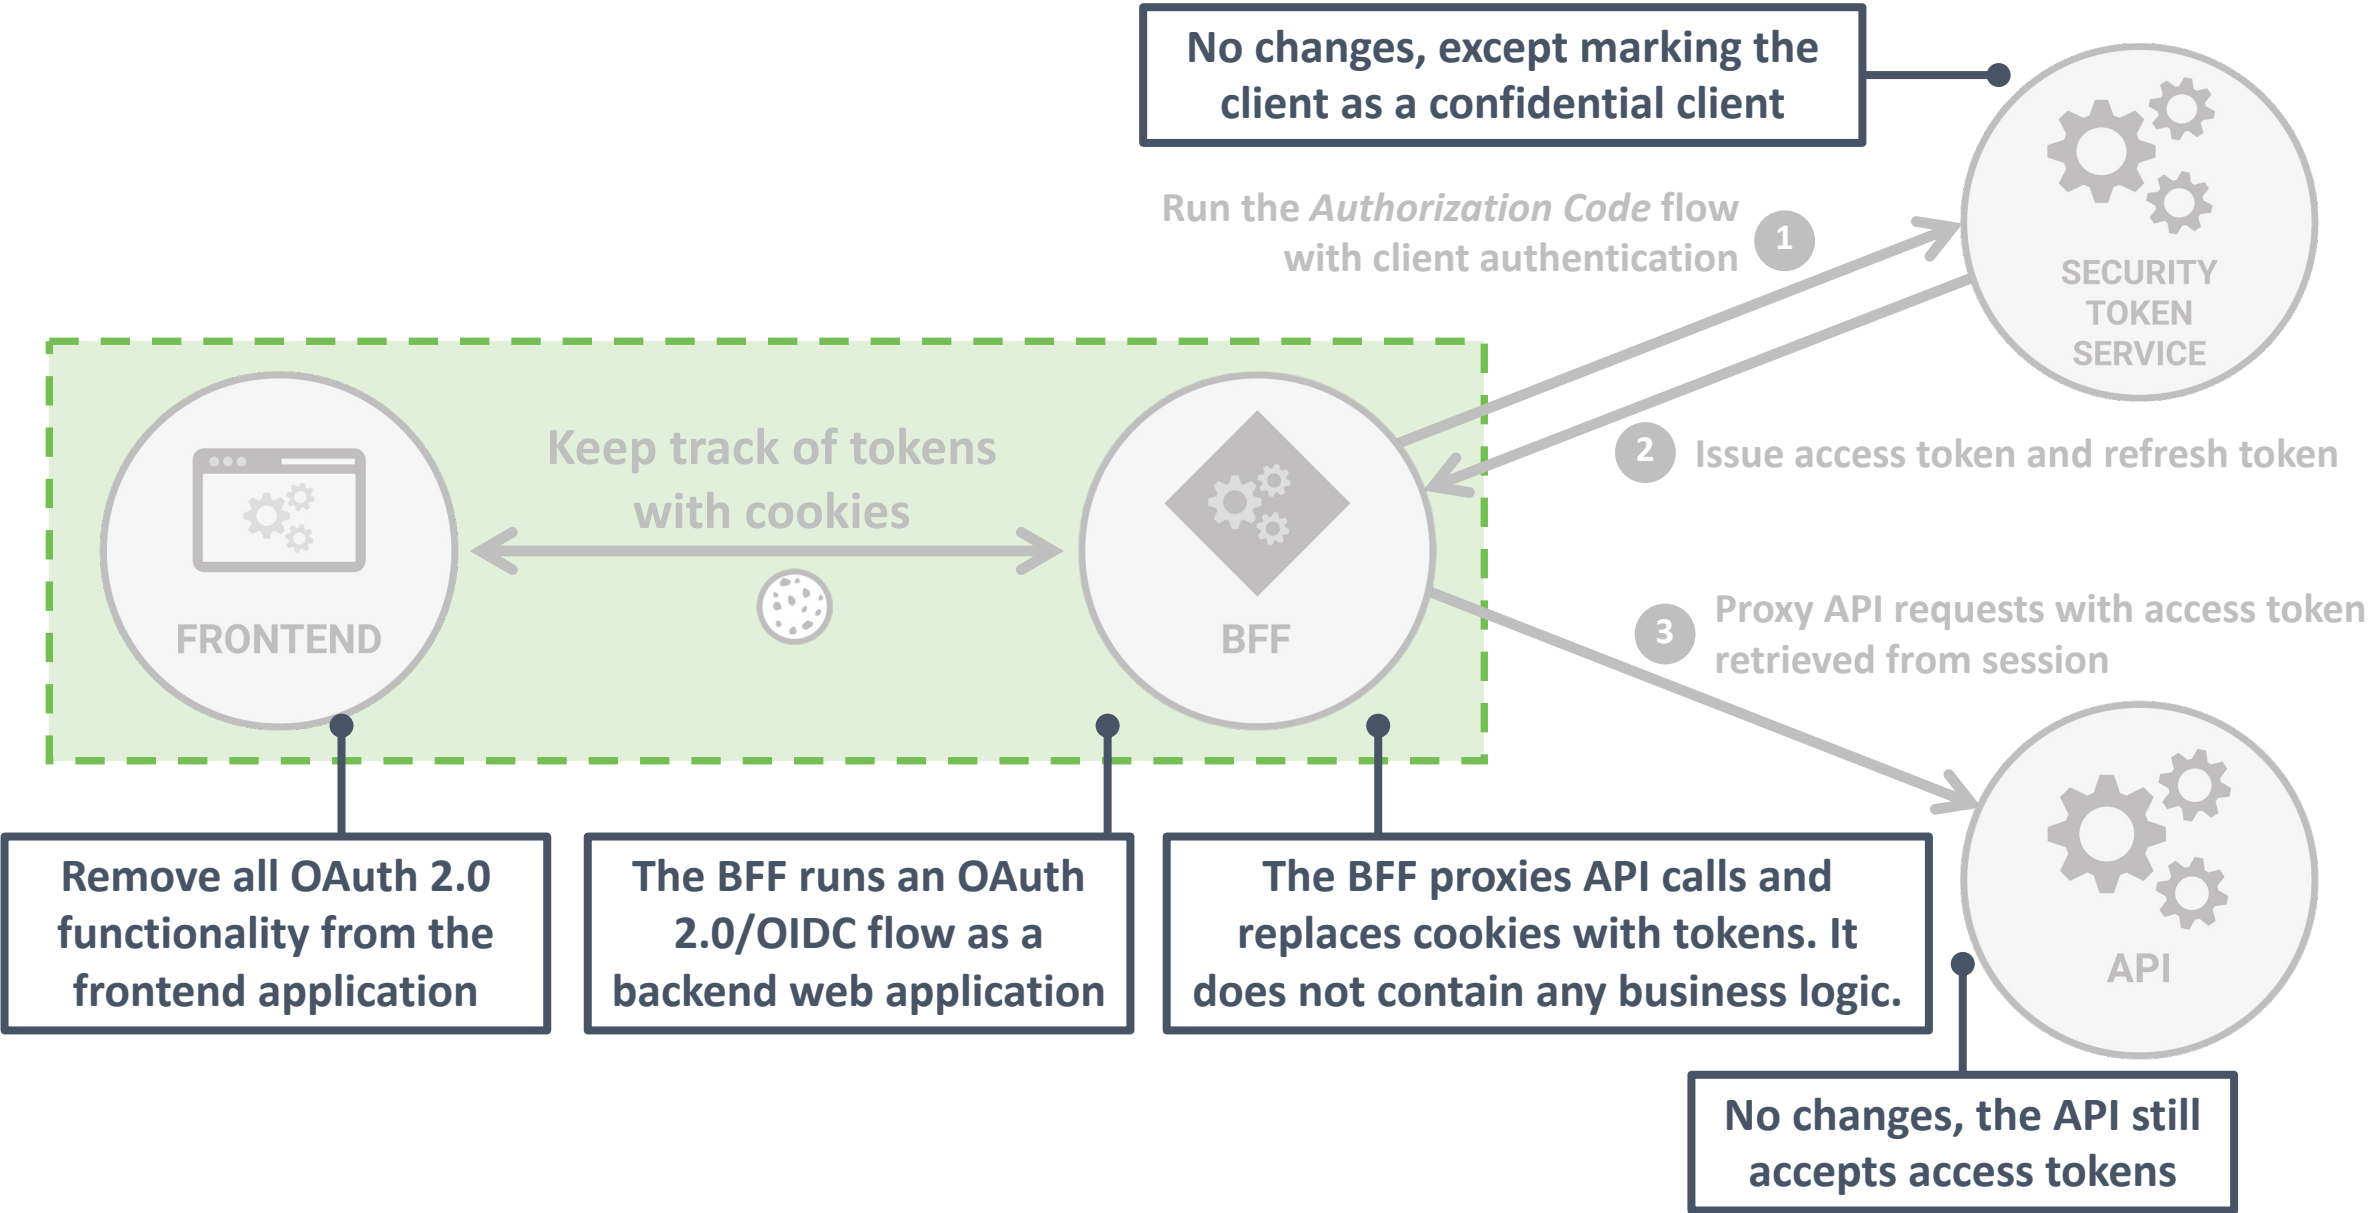 No changes, except marking the
client as a confidential client
Run the Authorization Code flow
with client authentication
1
SECURITY
TOKEN
SERVICE
Keep track of tokens
with cookies
2
Issue access token and refresh token
FRONTEND
BFF
3
Proxy API requests with access token
retrieved from session
Remove all OAuth 2.0
functionality from the
frontend application
The BFF runs an OAuth
2.0/OIDC flow as a
backend web application
The BFF proxies API calls and
replaces cookies with tokens. It
does not contain any business logic.
API
No changes, the API still
accepts access tokens